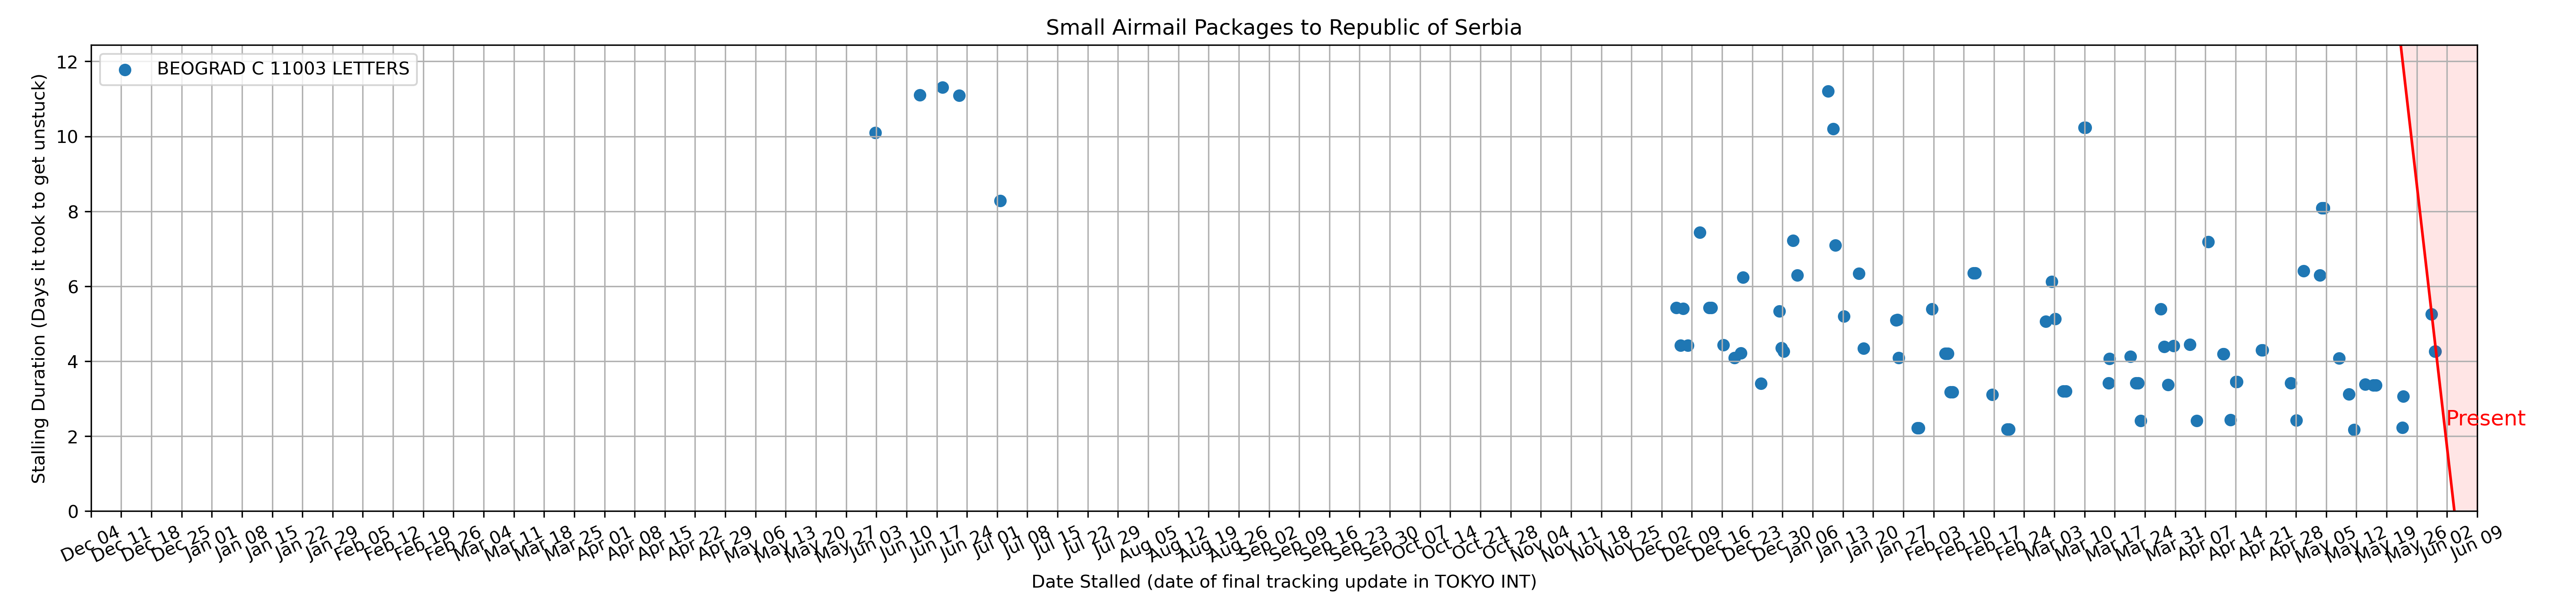 Small Airmail Packages to Republic of Serbia
BEOGRAD C 11003 LETTERS
Stalling Duration (Days it took to get unstuck)
12
10
8
6
4
2
0
Present
Dec 04
Dec 11
Dec 18
Dec 25
Jan 01
Jan 08
Jan 15
Jan 22
Jan 29
Feb 05
Feb 12
Feb 19
Feb 26
Mar 04
Mar 11
Mar 18
Mar 25
Apr 01
Apr 08
Apr 15
Apr 22
Apr 29
May 06
May 13
May 20
May 27
Jun 03
Jun 10
Jun 17
Jun 24
Jul 01
Jul 08
Jul 15
Jul 22
Jul 29
Aug 05
Aug 12
Aug 19
Aug 26
Sep 02
Sep 09
Sep 16
Sep 23
Sep 30
Oct 07
Oct 14
Oct 21
Oct 28
Nov 04
Nov 11
Nov 18
Nov 25
Dec 02
Dec 09
Dec 16
Dec 23
Dec 30
Jan 06
Jan 13
Jan 20
Jan 27
Feb 03
Feb 10
Feb 17
Feb 24
Mar 03
Mar 10
Mar 17
Mar 24
Mar 31
Apr 07
Apr 14
Apr 21
Apr 28
May 05
May 12
May 19
May 26
Jun 02
Jun 09
Date Stalled (date of final tracking update in TOKYO INT)